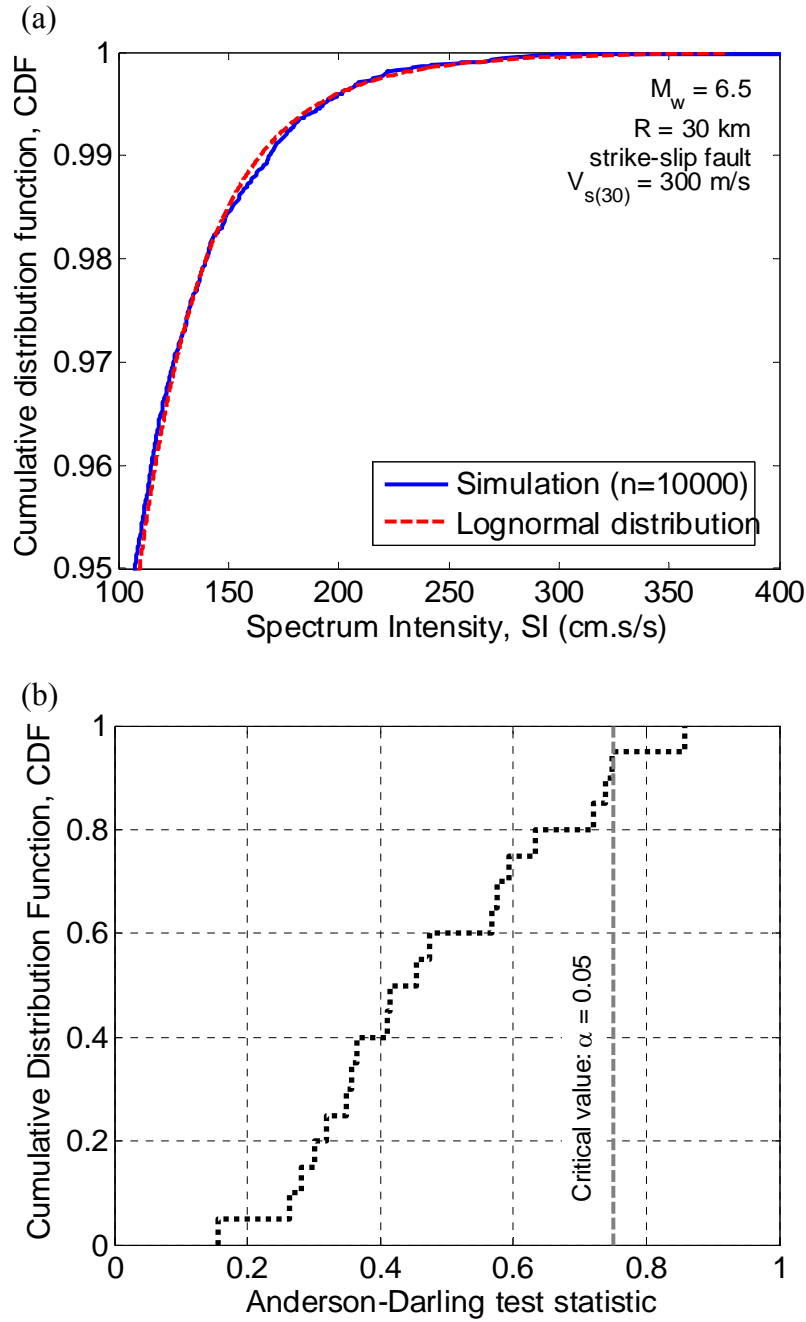 (a)
1
0.99
0.98
0.97
0.96
0.95
Cumulative distribution function, CDF
M_w = 6.5
R = 30 km
strike-slip fault
V_s(30) = 300 m/s
Simulation (n=10000)
Lognormal distribution
100 150 200 250 300 350 400
Spectrum Intensity, SI (cm.s/s)
(b)
1
0.8
0.6
0.4
0.2
0
Cumulative Distribution Function, CDF
Critical value: α = 0.05
0 0.2 0.4 0.6 0.8 1
Anderson-Darling test statistic